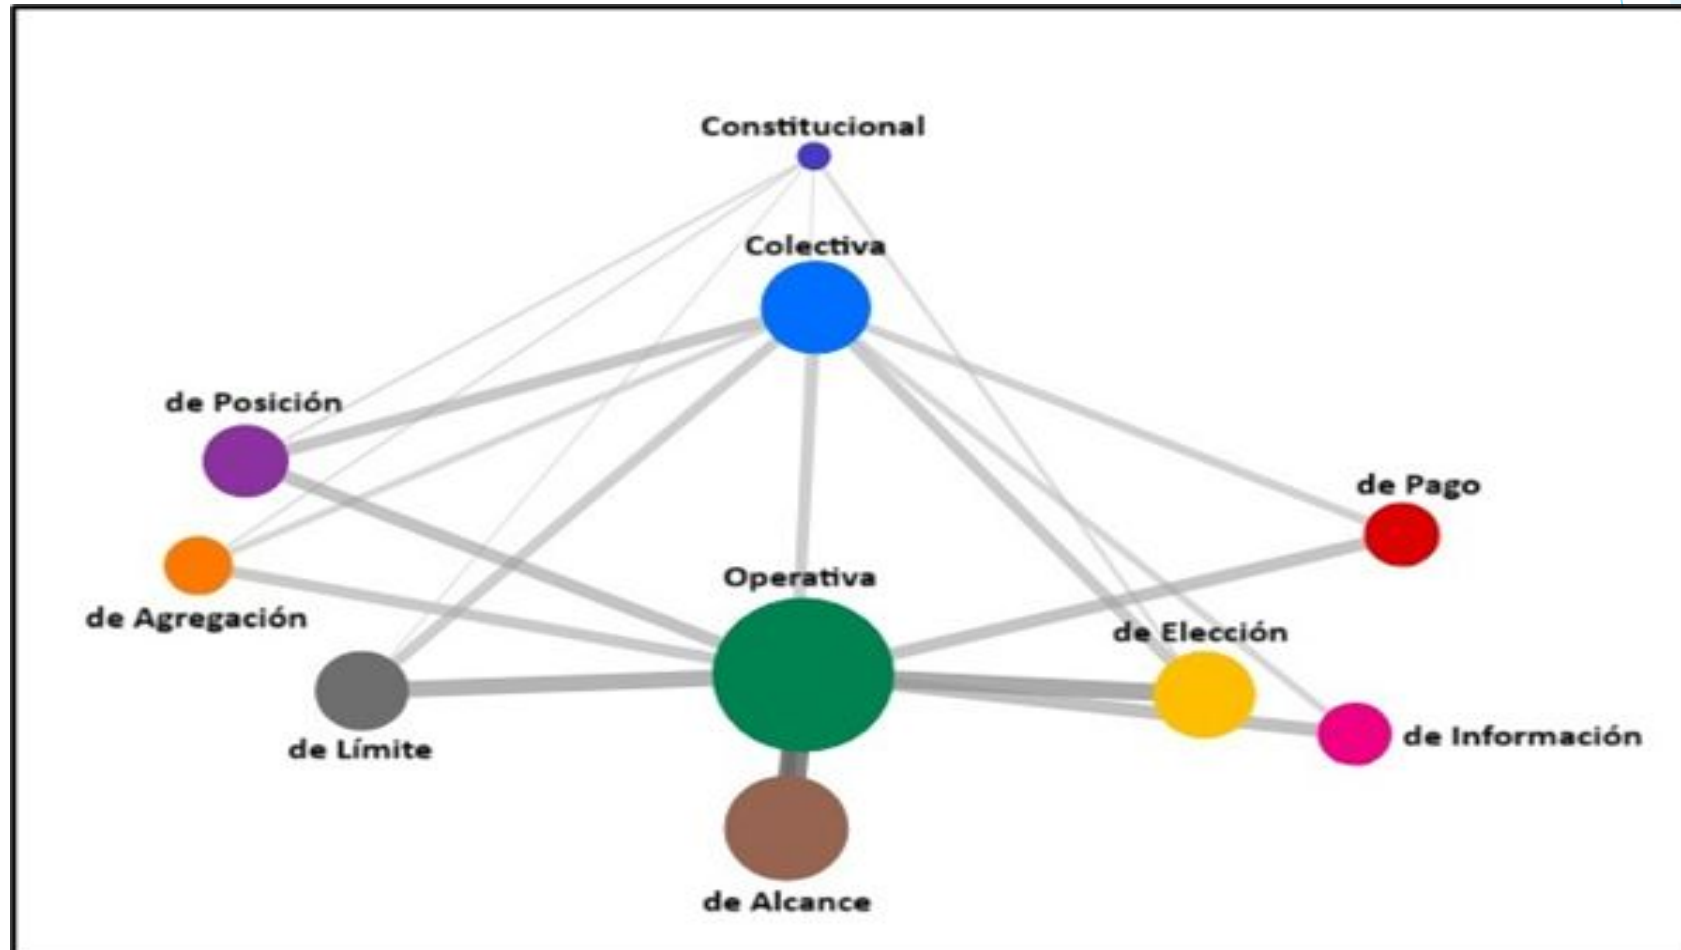 Constitucional
Colectiva
de Posición
de Pago
de Agregación
Operativa
de Elección
de Límite
de Información
de Alcance